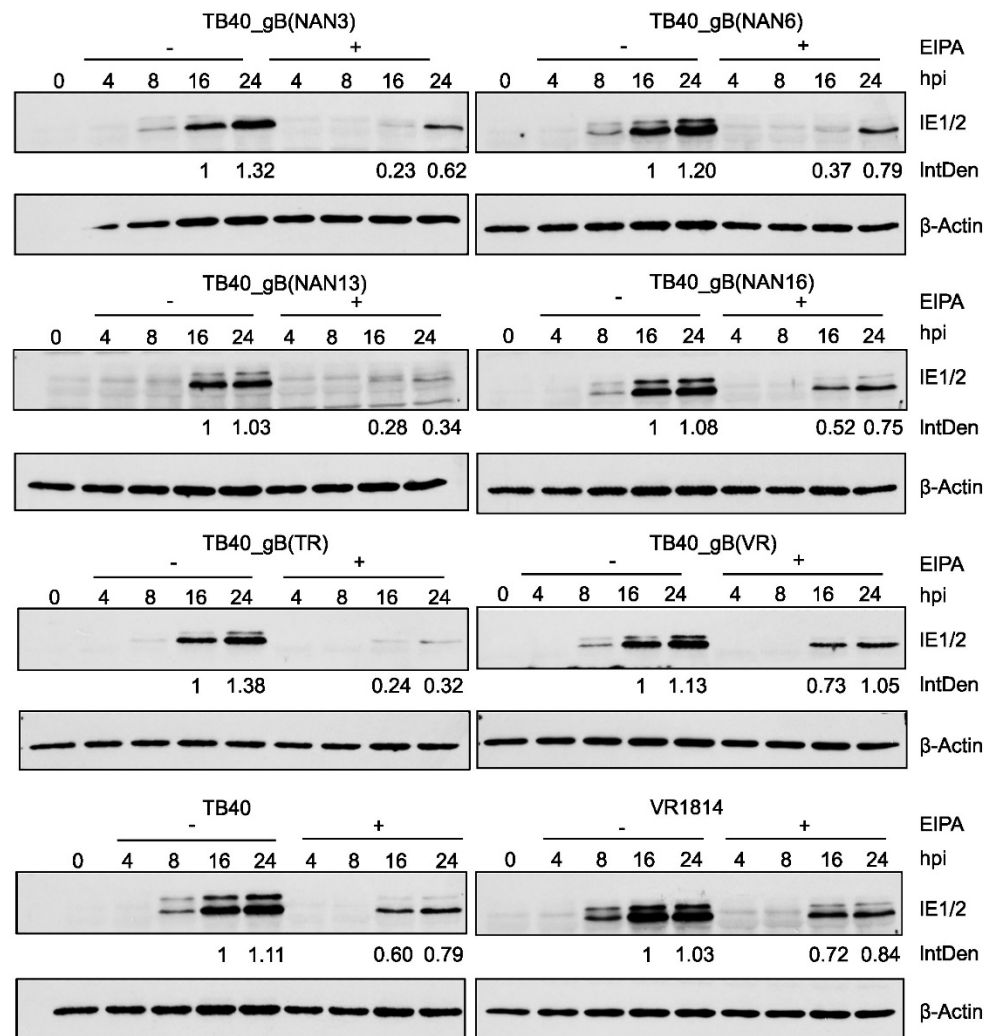 TB40_gB(NAN3) TB40_gB(NAN6)
- + - + EIPA
0 4 8 16 24 4 8 16 24 0 4 8 16 24 4 8 16 24 hpi
IE1/2
1 1.32 0.23 0.62 1 1.20 0.37 0.79 IntDen
β-Actin
TB40_gB(NAN13) TB40_gB(NAN16)
- + - + EIPA
0 4 8 16 24 4 8 16 24 0 4 8 16 24 4 8 16 24 hpi
IE1/2
1 1.03 0.28 0.34 1 1.08 0.52 0.75 IntDen
β-Actin
TB40_gB(TR) TB40_gB(VR)
- + - + EIPA
0 4 8 16 24 4 8 16 24 0 4 8 16 24 4 8 16 24 hpi
IE1/2
1 1.38 0.24 0.32 1 1.13 0.73 1.05 IntDen
β-Actin
TB40 VR1814
- + - + EIPA
0 4 8 16 24 4 8 16 24 0 4 8 16 24 4 8 16 24 hpi
IE1/2
1 1.11 0.60 0.79 1 1.03 0.72 0.84 IntDen
β-Actin